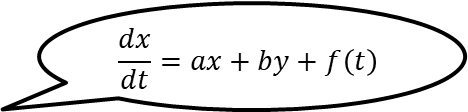 dx/dt = ax + by + f(t)